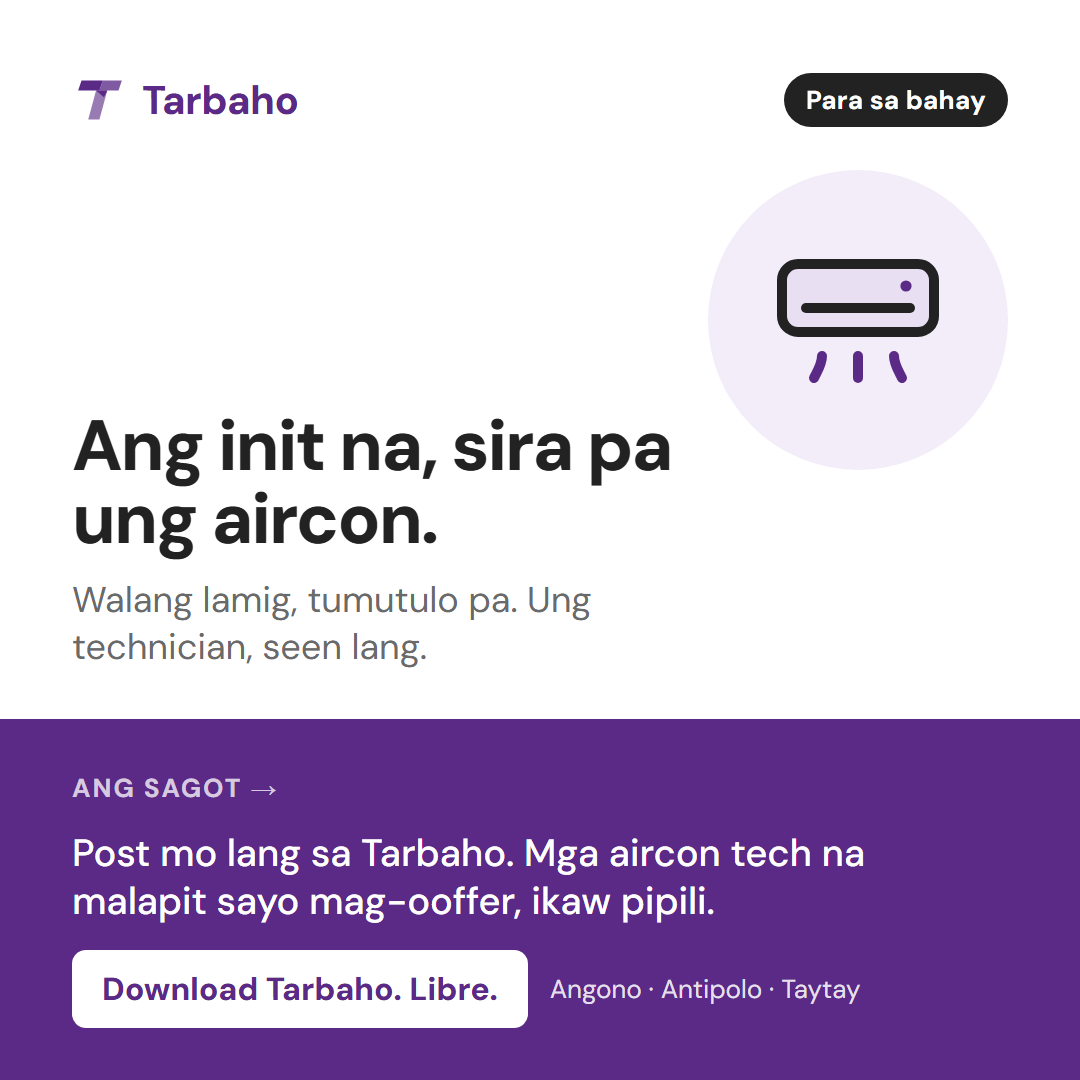 Tarbaho
Para sa bahay
Ang init na, sira pa
ung aircon.
Walang lamig, tumutulo pa. Ung
technician, seen lang.
ANG SAGOT →
Post mo lang sa Tarbaho. Mga aircon tech na
malapit sayo mag-ooffer, ikaw pipili.
Download Tarbaho. Libre.
Angono · Antipolo · Taytay